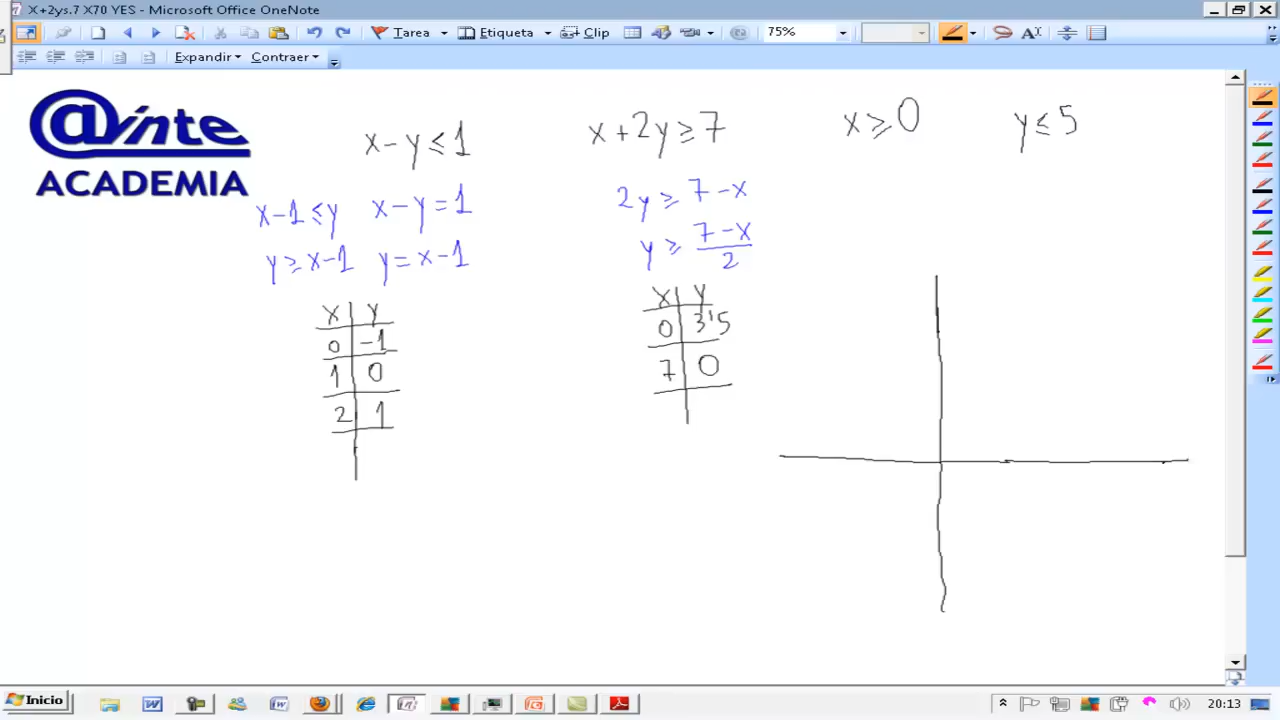 X+2ys.7 X70 YES - Microsoft Office OneNote
Tarea
Etiqueta
Clip
75%
Expandir
Contraer
@inte
ACADEMIA
x-y ≤ 1
x+2y ≥ 7
x ≥ 0
y ≤ 5
x-1 ≤ y
x-y=1
2y ≥ 7-x
y ≥ x-1
y=x-1
y ≥ 7-x/2
x y
0 -1
1 0
2 1
x y
0 3'5
7 0
Inicio
20:13